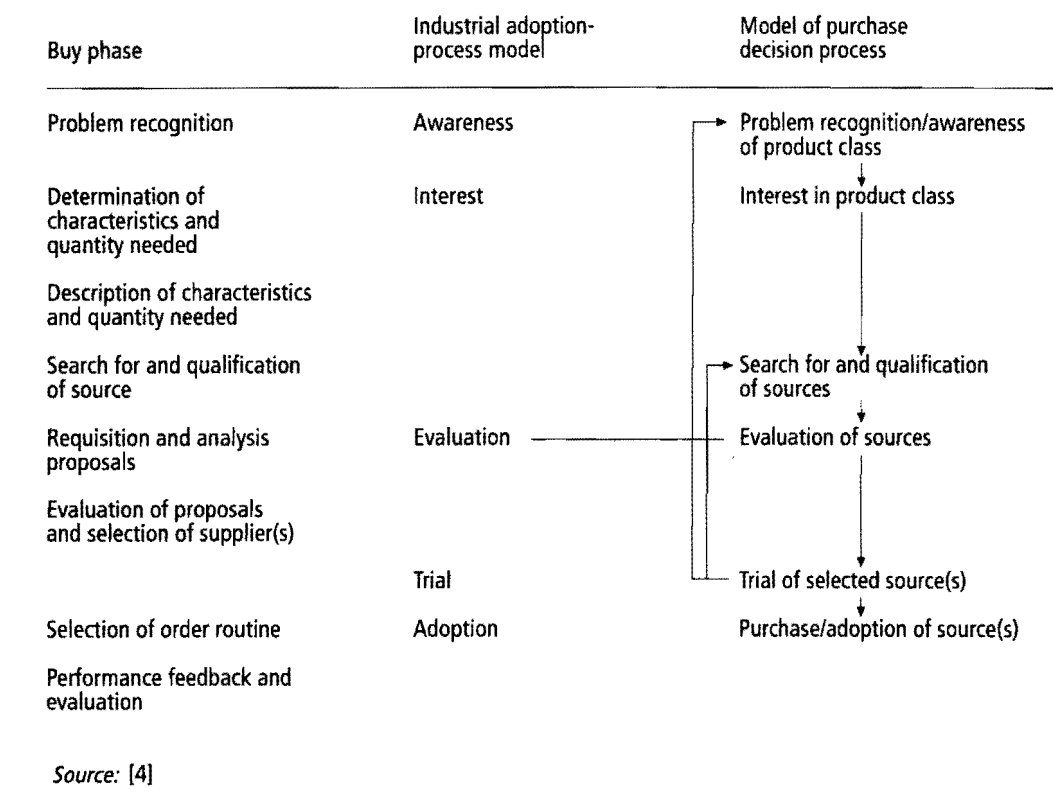 Buy phase
Industrial adoption-
process model
Model of purchase
decision process
Problem recognition
Awareness
Problem recognition/awareness
of product class
Determination of
characteristics and
quantity needed
Interest
Interest in product class
Description of characteristics
and quantity needed
Search for and qualification
of source
Search for and qualification
of sources
Requisition and analysis
proposals
Evaluation
Evaluation of sources
Evaluation of proposals
and selection of supplier(s)
Trial
Trial of selected source(s)
Selection of order routine
Adoption
Purchase/adoption of source(s)
Performance feedback and
evaluation
Source: [4]